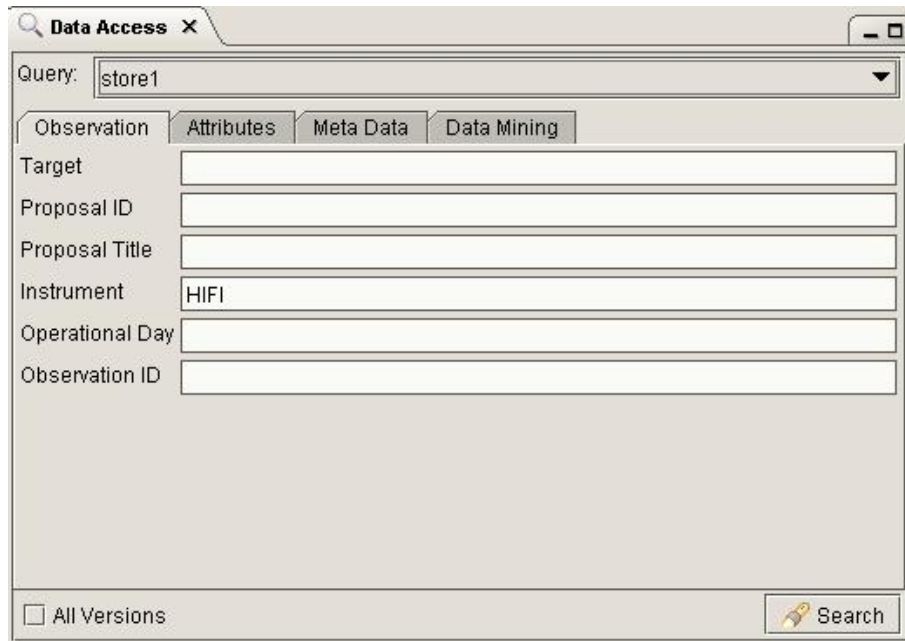 Data Access X
Query: store1
Observation Attributes Meta Data Data Mining
Target
Proposal ID
Proposal Title
Instrument HIFI
Operational Day
Observation ID
All Versions Search